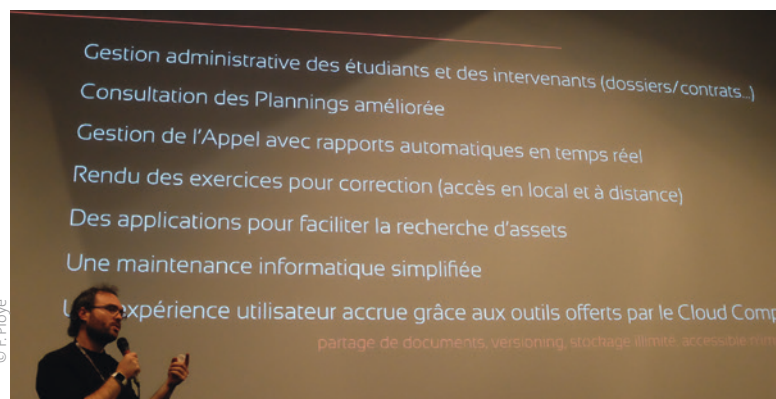 Gestion administrative des étudiants et des intervenants (dossiers/contrats...)
Consultation des Plannings améliorée
Gestion de l'Appel avec rapports automatiques en temps réel
Rendu des exercices pour correction (accès en local et à distance)
Des applications pour faciliter la recherche d'assets
Une maintenance informatique simplifiée
expérience utilisateur accrue grâce aux outils offerts par le Cloud Comp
partage de documents, versioning, stockage illimité, accessible
© F. Ploye